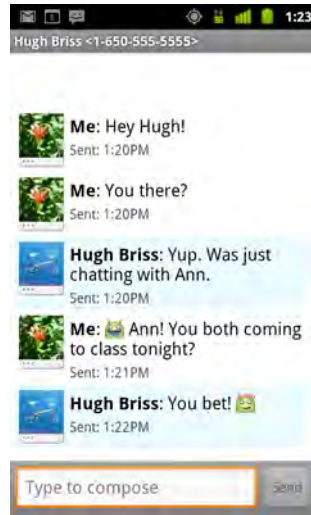 1:23
Hugh Briss <1-650-555-5555>
Me: Hey Hugh!
Sent: 1:20PM
Me: You there?
Sent: 1:20PM
Hugh Briss: Yup. Was just
chatting with Ann.
Sent: 1:20PM
Me: Ann! You both coming
to class tonight?
Sent: 1:21PM
Hugh Briss: You bet!
Sent: 1:22PM
Type to compose
Send